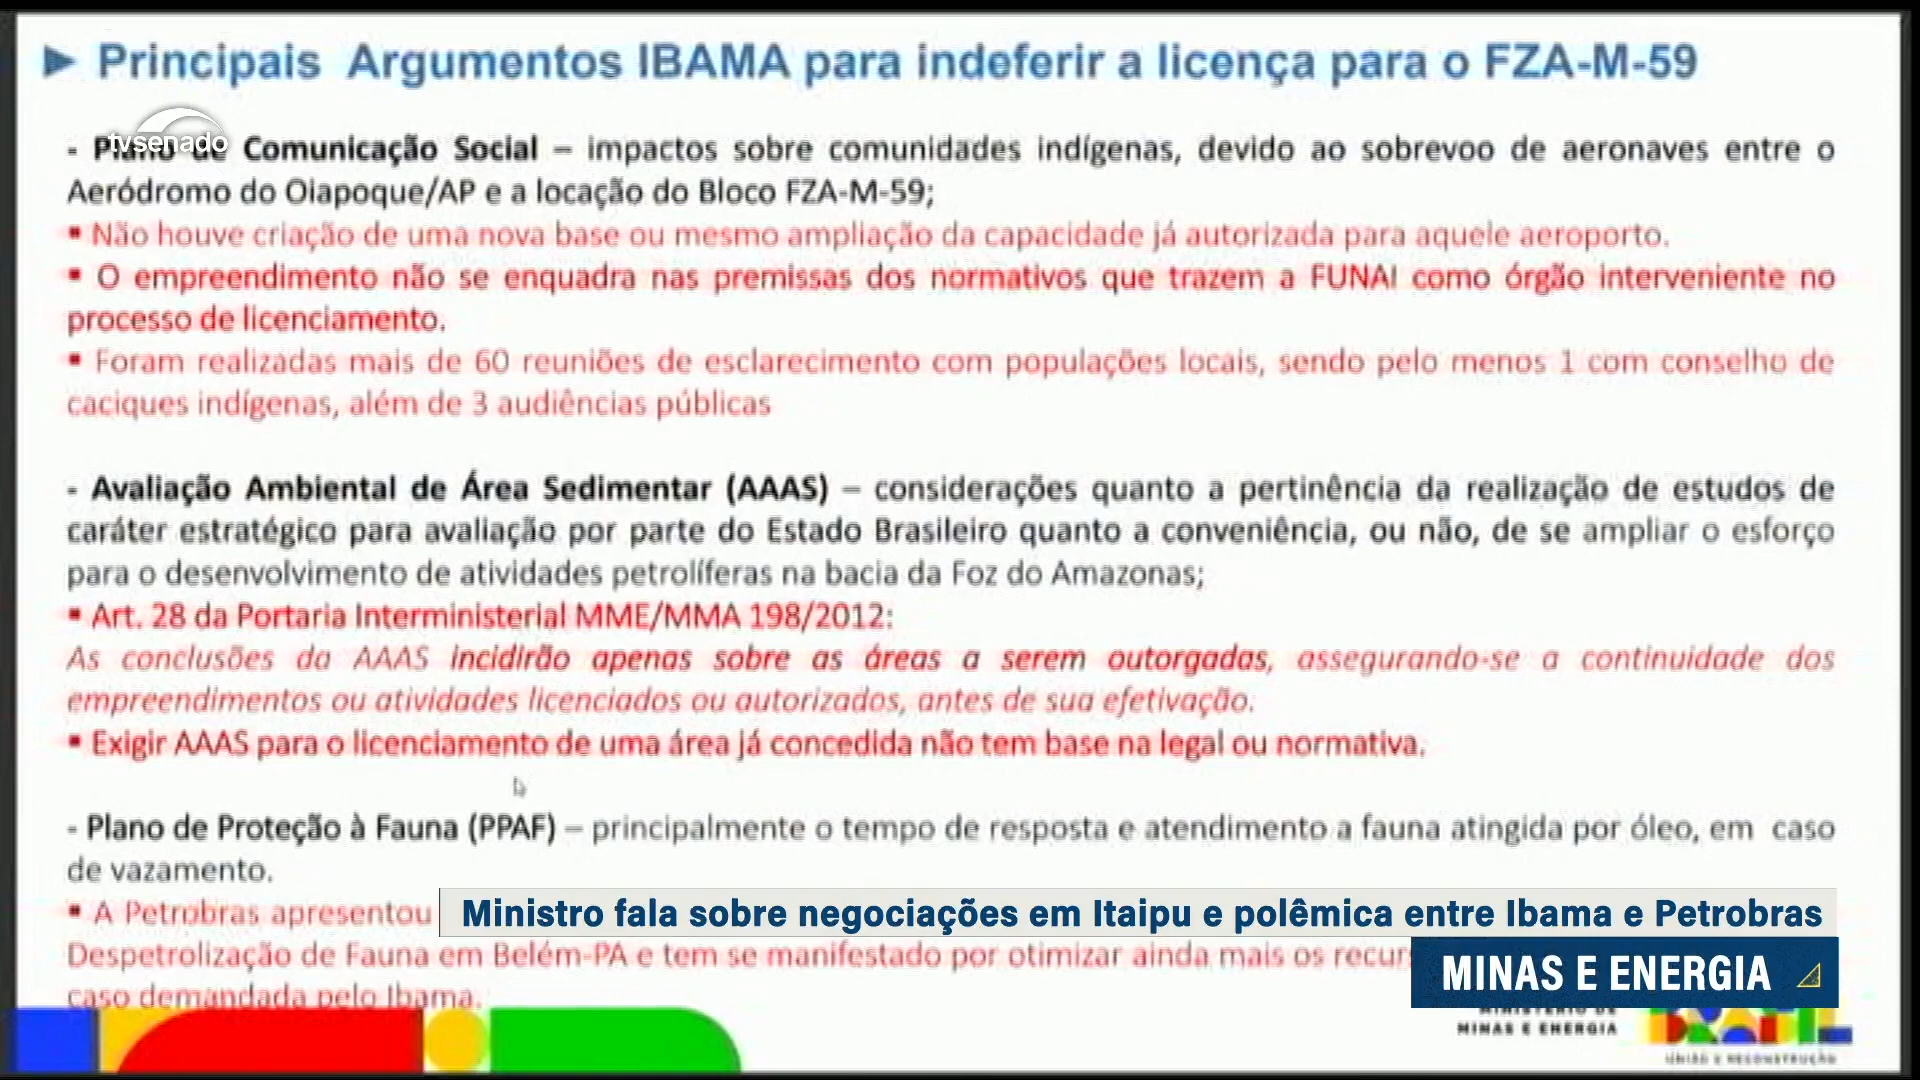 ► Principais Argumentos IBAMA para indeferir a licença para o FZA-M-59
tvsenado
- Plano de Comunicação Social – impactos sobre comunidades indígenas, devido ao sobrevoo de aeronaves entre o
Aeródromo do Oiapoque/AP e a locação do Bloco FZA-M-59;
▪ Não houve criação de uma nova base ou mesmo ampliação da capacidade já autorizada para aquele aeroporto.
▪ O empreendimento não se enquadra nas premissas dos normativos que trazem a FUNAI como órgão interveniente no
processo de licenciamento.
▪ Foram realizadas mais de 60 reuniões de esclarecimento com populações locais, sendo pelo menos 1 com conselho de
caciques indígenas, além de 3 audiências públicas
- Avaliação Ambiental de Área Sedimentar (AAAS) – considerações quanto a pertinência da realização de estudos de
caráter estratégico para avaliação por parte do Estado Brasileiro quanto a conveniência, ou não, de se ampliar o esforço
para o desenvolvimento de atividades petrolíferas na bacia da Foz do Amazonas;
▪ Art. 28 da Portaria Interministerial MME/MMA 198/2012:
As conclusões da AAAS incidirão apenas sobre as áreas a serem outorgadas, assegurando-se a continuidade dos
empreendimentos ou atividades licenciados ou autorizados, antes de sua efetivação.
▪ Exigir AAAS para o licenciamento de uma área já concedida não tem base na legal ou normativa.
- Plano de Proteção à Fauna (PPAF) – principalmente o tempo de resposta e atendimento a fauna atingida por óleo, em caso
de vazamento.
▪ A Petrobras apresentou
Ministro fala sobre negociações em Itaipu e polêmica entre Ibama e Petrobras
Despetrolização de Fauna em Belém-PA e tem se manifestado por otimizar ainda mais os recur
MINAS E ENERGIA
caso demandada pelo Ibama.
MINISTÉRIO DE
MINAS E ENERGIA
BRASIL
UNIÃO E RECONSTRUÇÃO